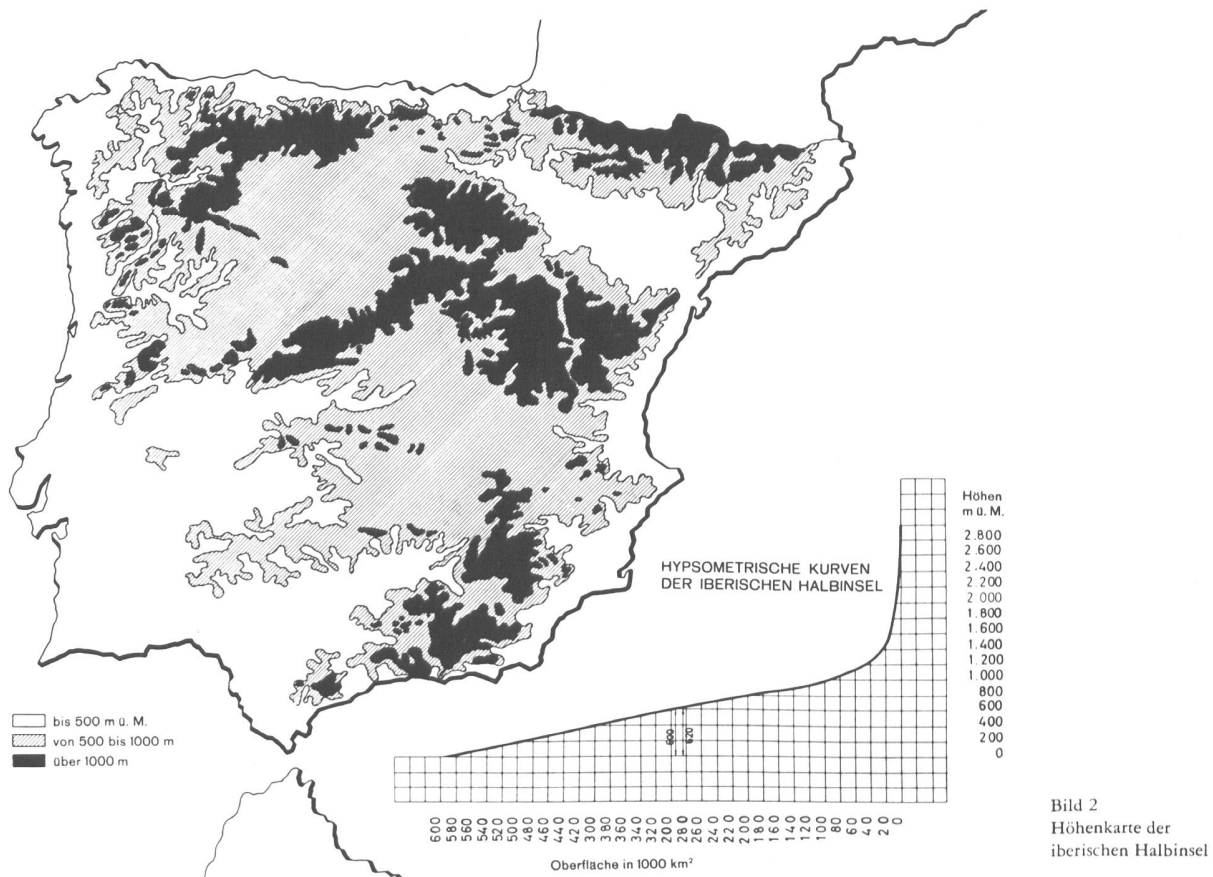 HYPSOMETRISCHE KURVEN
DER IBERISCHEN HALBINSEL
Höhen
m ü. M.
2.800
2.600
2.400
2.200
2 000
1.800
1.600
1.400
1.200
1.000
800
600
400
200
0
600
620
bis 500 m ü. M.
von 500 bis 1000 m
über 1000 m
600 580 540 520 500 480 460 440 400 380 360 340 320 200 280 260 240 220 200 180 160 140 120 100 80 60 40 20 0
Oberfläche in 1000 km²
Bild 2
Höhenkarte der
iberischen Halbinsel